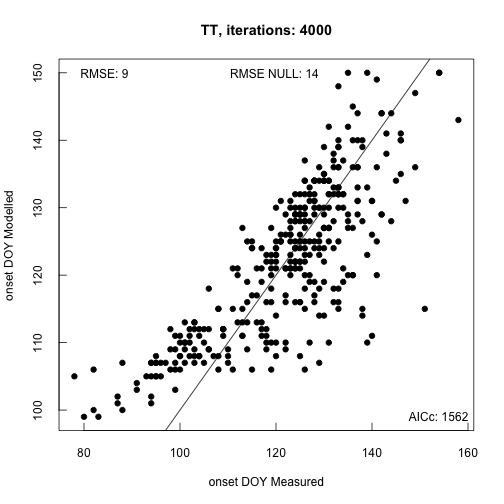 TT, iterations: 4000
RMSE: 9 RMSE NULL: 14
150
140
130
120
110
100
onset DOY Modelled
AICc: 1562
80 100 120 140 160
onset DOY Measured